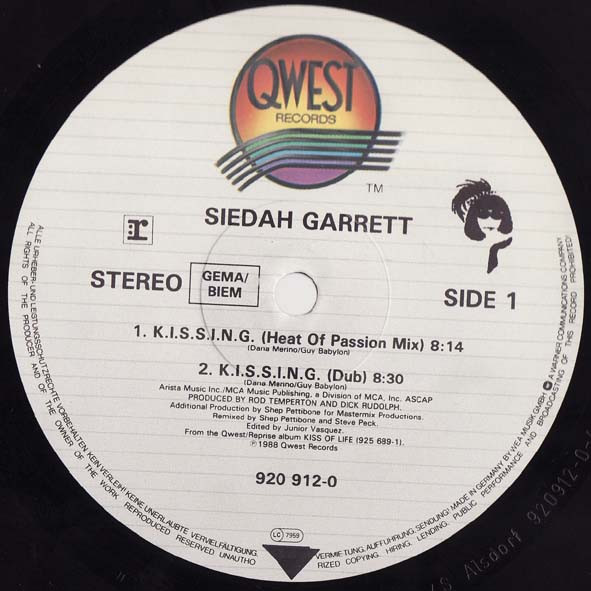 QWEST
RECORDS
TM
SIEDAH GARRETT
r
STEREO
GEMA/
BIEM
SIDE 1
1. K.I.S.S.I.N.G. (Heat Of Passion Mix) 8:14
(Dana Merino/Guy Babylon)
2. K.I.S.S.I.N.G. (Dub) 8:30
(Dana Merino/Guy Babylon)
Arista Music Inc./MCA Music Publishing, a Division of MCA, Inc. ASCAP
PRODUCED BY ROD TEMPERTON AND DICK RUDOLPH.
Additional Production by Shep Pettibone for Mastermix Productions.
Remixed by Shep Pettibone and Steve Peck.
Edited by Junior Vasquez.
From the Qwest/Reprise album KISS OF LIFE (925 689-1).
℗1988 Qwest Records
920 912-0
LC 7959
ALLE URHEBER- UND LEISTUNGSSCHUTZRECHTE VORBEHALTEN KEIN VERLEIH! KEINE UNERLAUBTE VERVIELFÄLTIGUNG,
VERMIETUNG, AUFFÜHRUNG, SENDUNG! MADE IN GERMANY BY WEA MUSIK GMBH A WARNER COMMUNICATIONS COMPANY
ALL RIGHTS OF THE PRODUCER AND OF THE OWNERS OF THE WORK REPRODUCED RESERVED UNAUTHO
RIZED COPYING, HIRING, LENDING, PUBLIC PERFORMANCE AND BROADCASTING OF THIS RECORD PROHIBITED!
Alsdorf 920912-0-